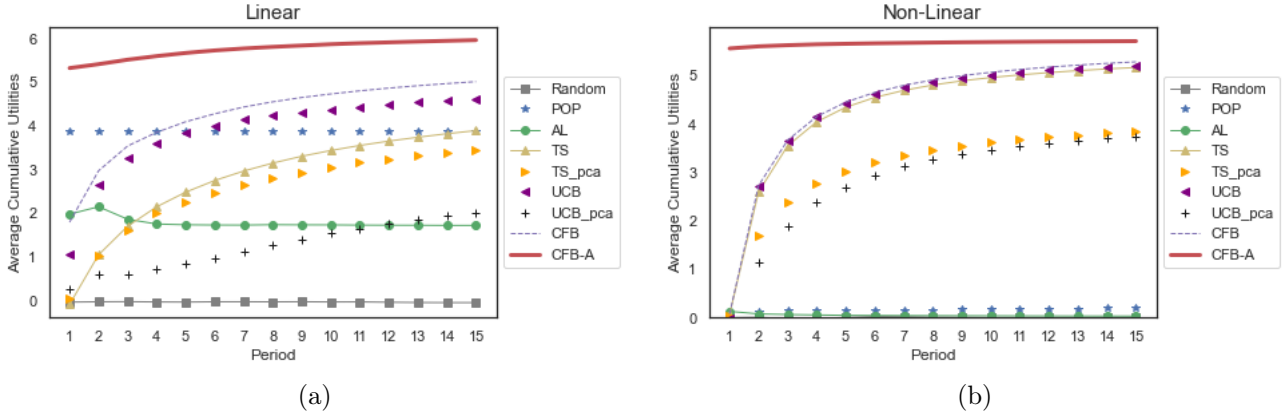 Linear
Average Cumulative Utilities
6
5
4
3
2
1
0
1 2 3 4 5 6 7 8 9 10 11 12 13 14 15
Period
Random
POP
AL
TS
TS_pca
UCB
UCB_pca
CFB
CFB-A
(a)
Non-Linear
Average Cumulative Utilities
5
4
3
2
1
0
1 2 3 4 5 6 7 8 9 10 11 12 13 14 15
Period
Random
POP
AL
TS
TS_pca
UCB
UCB_pca
CFB
CFB-A
(b)